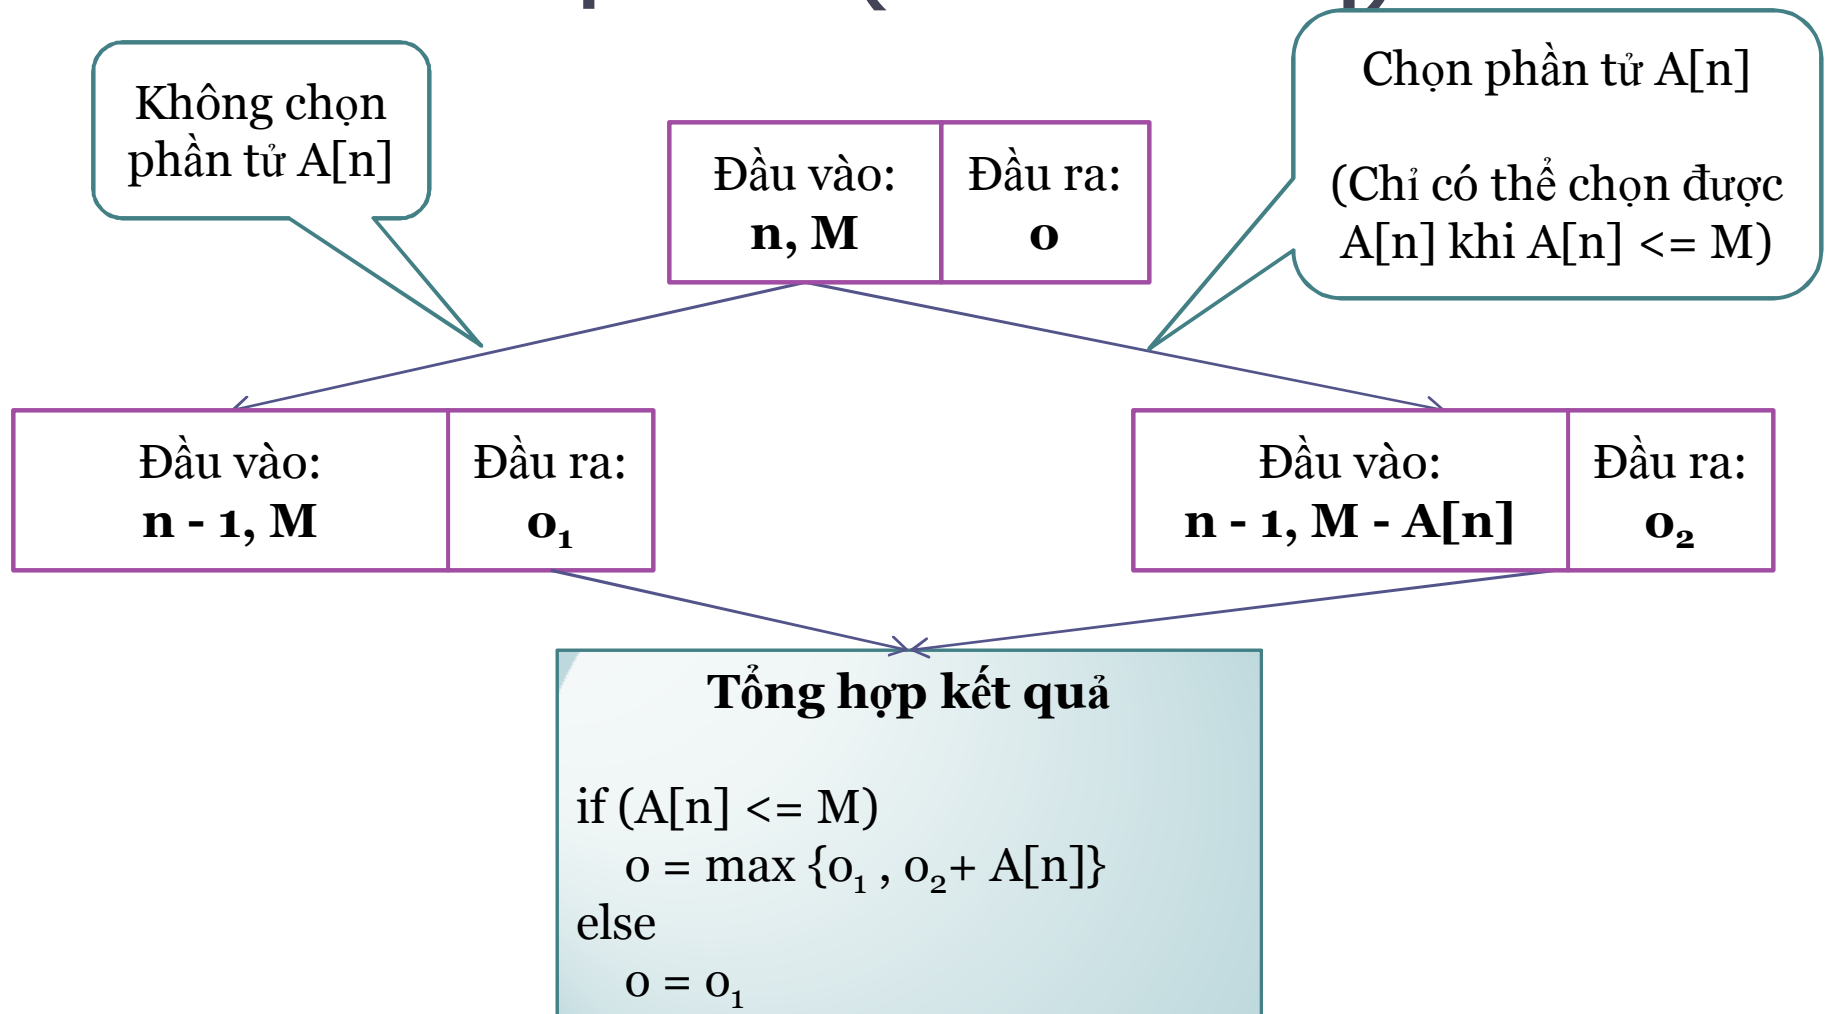 Không chọn
phần tử A[n]
Chọn phần tử A[n]
(Chỉ có thể chọn được
A[n] khi A[n] <= M)
Đầu vào:
n, M
Đầu ra:
o
Đầu vào:
n - 1, M
Đầu ra:
o₁
Đầu vào:
n - 1, M - A[n]
Đầu ra:
o₂
Tổng hợp kết quả
if (A[n] <= M)
o = max {o₁ , o₂+ A[n]}
else
o = o₁